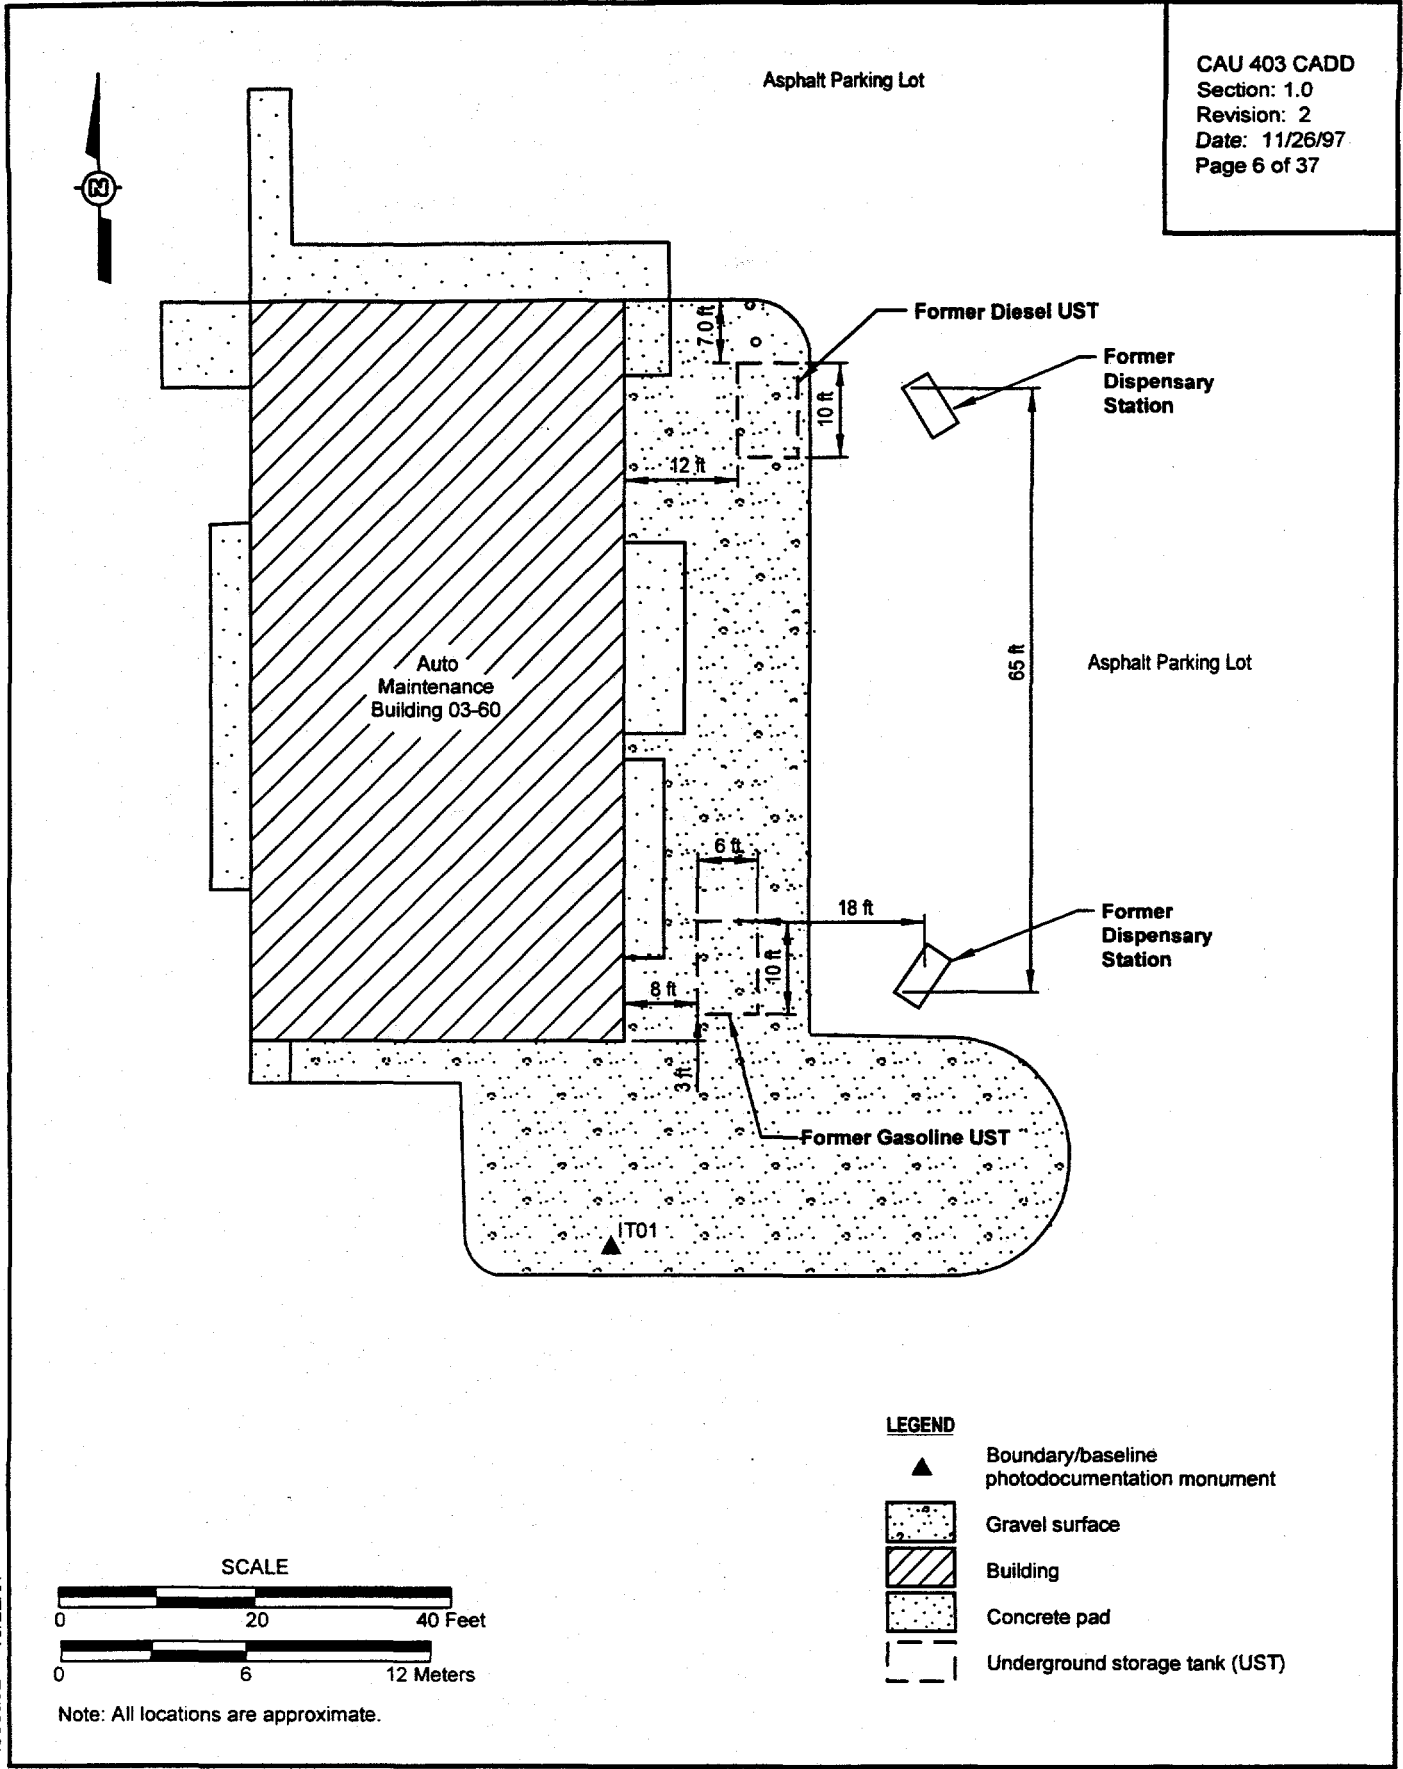 CAU 403 CADD
Section: 1.0
Revision: 2
Date: 11/26/97
Page 6 of 37
Asphalt Parking Lot
N
Former Diesel UST
7.0 ft
10 ft
12 ft
Former
Dispensary
Station
65 ft
Asphalt Parking Lot
Auto
Maintenance
Building 03-60
6 ft
18 ft
10 ft
8 ft
3 ft
Former
Dispensary
Station
Former Gasoline UST
IT01
LEGEND
Boundary/baseline
photodocumentation monument
Gravel surface
Building
Concrete pad
Underground storage tank (UST)
SCALE
0 20 40 Feet
0 6 12 Meters
Note: All locations are approximate.